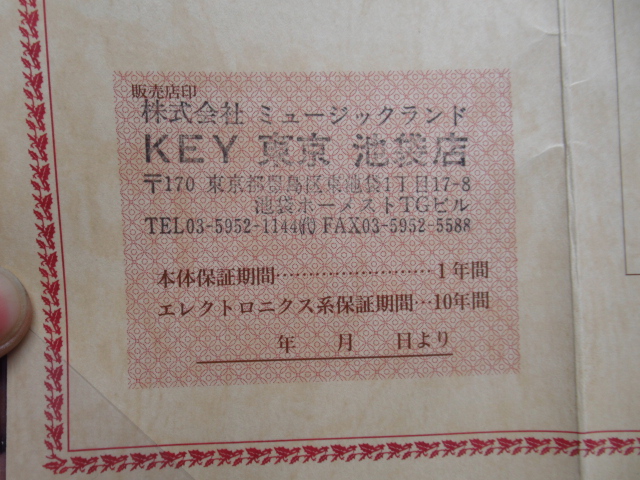 販売店印
株式会社 ミュージックランド
KEY 東京 池袋店
〒170 東京都豊島区東池袋1丁目17-8
池袋ホーメストTGビル
TEL03-5952-1144㈹ FAX03-5952-5588
本体保証期間‥‥‥‥‥‥‥‥‥‥‥1年間
エレクトロニクス系保証期間…10年間
年 月 日より